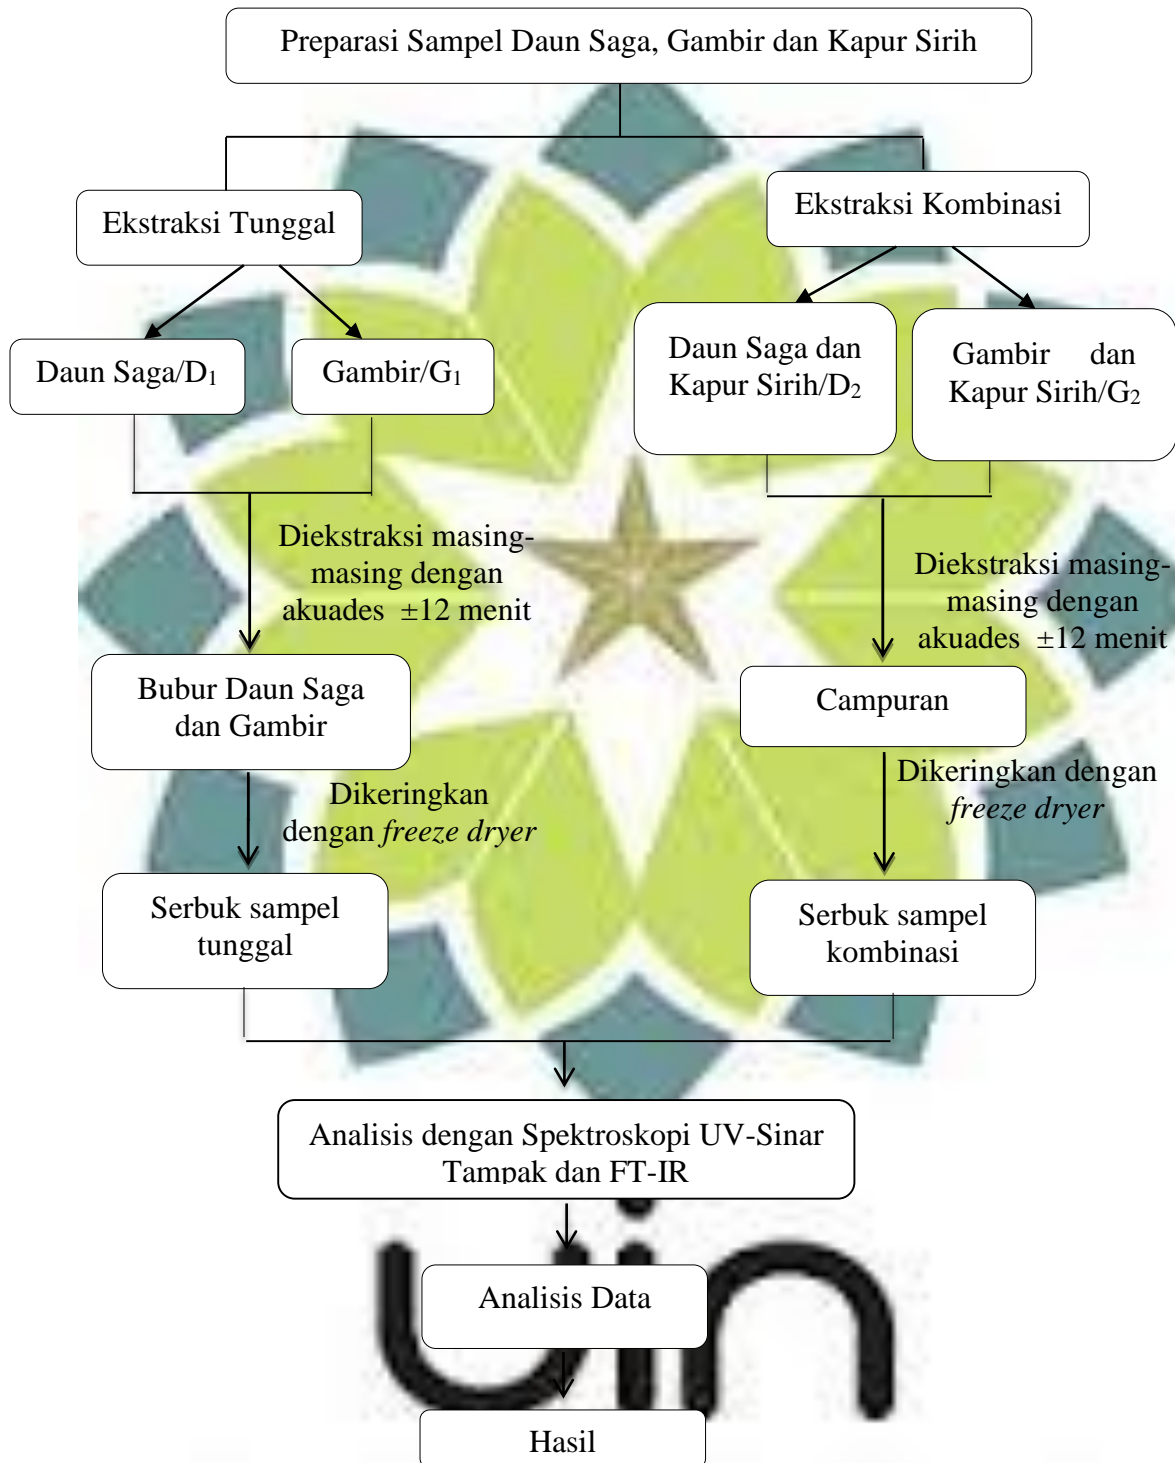 Preparasi Sampel Daun Saga, Gambir dan Kapur Sirih
Ekstraksi Tunggal
Ekstraksi Kombinasi
Daun Saga/D₁
Gambir/G₁
Daun Saga dan
Kapur Sirih/D₂
Gambir dan
Kapur Sirih/G₂
Diekstraksi masing-
masing dengan
akuades ±12 menit
Diekstraksi masing-
masing dengan
akuades ±12 menit
Bubur Daun Saga
dan Gambir
Campuran
Dikeringkan
dengan freeze dryer
Dikeringkan dengan
freeze dryer
Serbuk sampel
tunggal
Serbuk sampel
kombinasi
Analisis dengan Spektroskopi UV-Sinar
Tampak dan FT-IR
Analisis Data
Hasil
uin